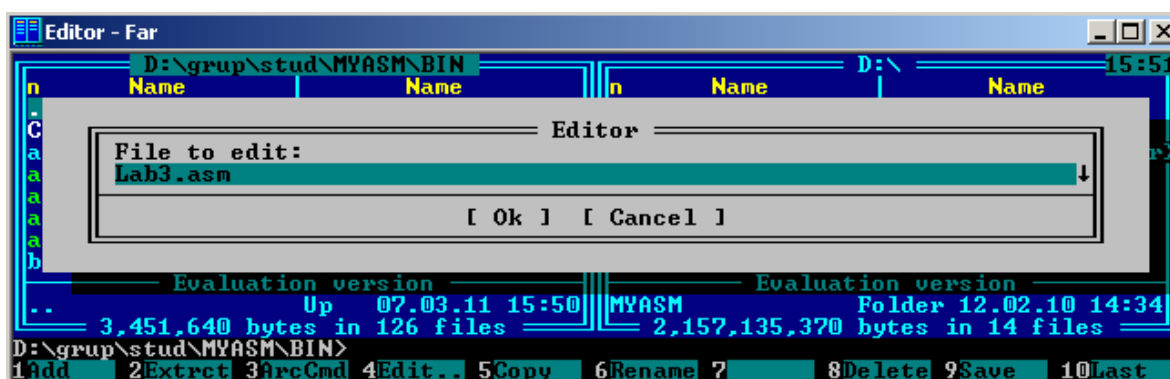 Editor - Far
D:\grup\stud\MYASM\BIN D:\ 15:51
n Name Name n Name Name
.
C
a r>
a
a
a
a
b
Editor
File to edit:
Lab3.asm ↓
[ Ok ] [ Cancel ]
Evaluation version Evaluation version
.. Up 07.03.11 15:50 MYASM Folder 12.02.10 14:34
3,451,640 bytes in 126 files 2,157,135,370 bytes in 14 files
D:\grup\stud\MYASM\BIN>
1Add 2Extrct 3ArcCmd 4Edit.. 5Copy 6Rename 7 8Delete 9Save 10Last